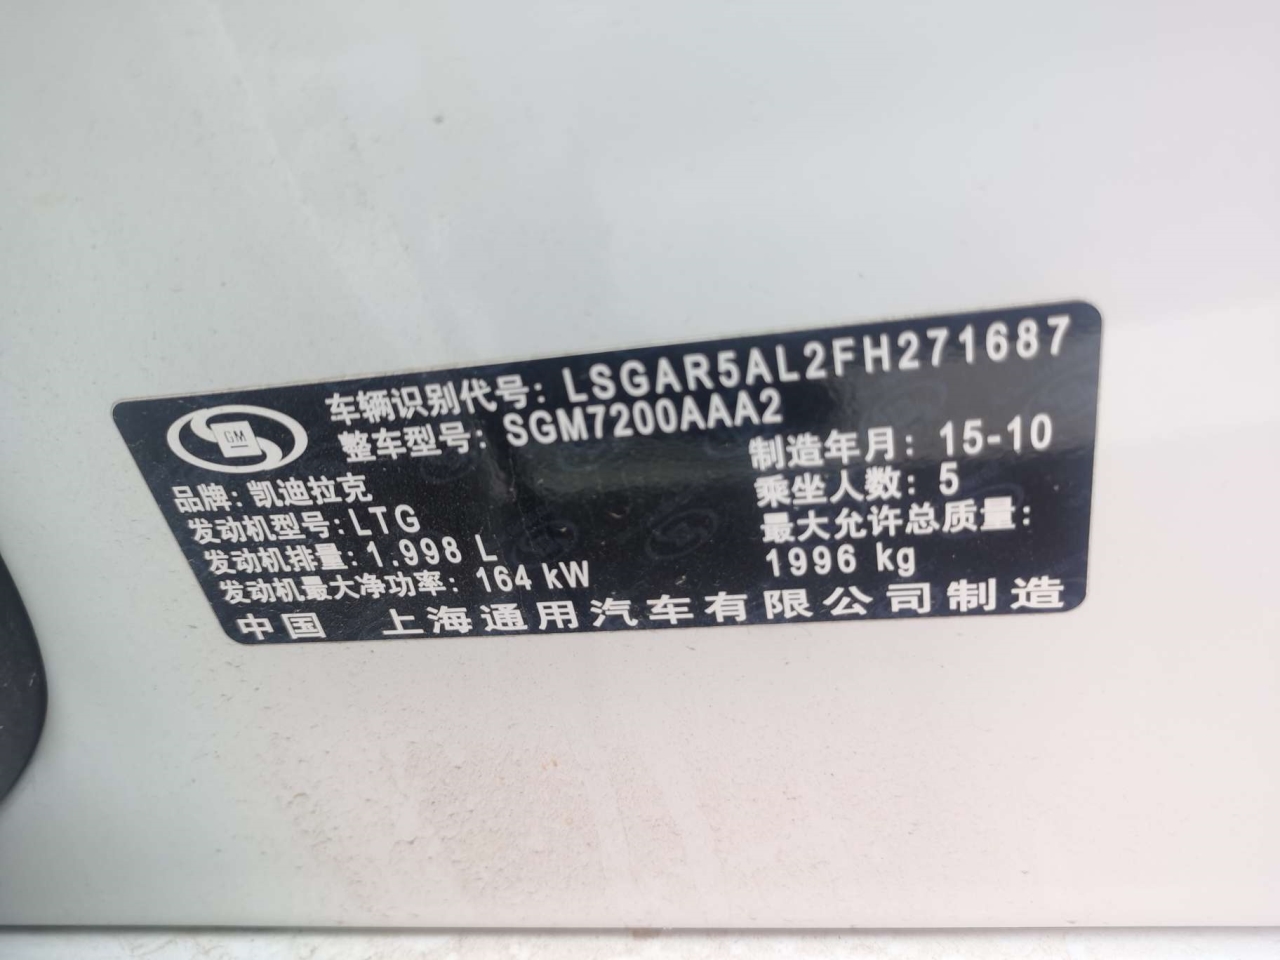 GM
车辆识别代号: LSGAR5AL2FH271687
整车型号: SGM7200AAA2
品牌: 凯迪拉克
制造年月: 15-10
发动机型号: LTG
乘坐人数: 5
发动机排量: 1.998 L
最大允许总质量:
1996 kg
发动机最大净功率: 164 kW
中国 上海通用汽车有限公司制造